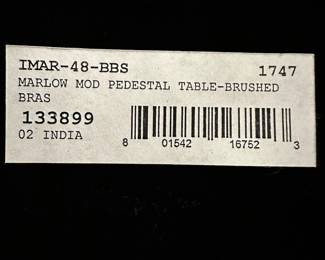 IMAR-48-BBS 1747
MARLOW MOD PEDESTAL TABLE-BRUSHED
BRAS
133899
02 INDIA
8 01542 16752 3